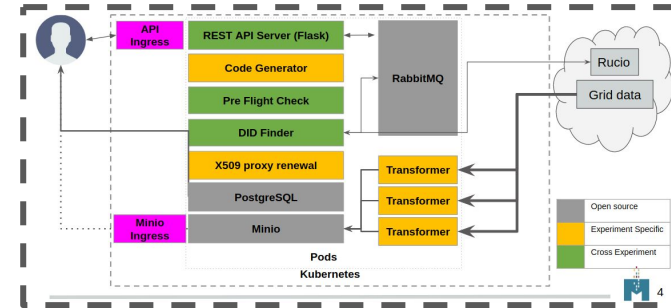 API
Ingress
REST API Server (Flask)
Code Generator
RabbitMQ
Rucio
Grid data
Pre Flight Check
DID Finder
X509 proxy renewal
Transformer
PostgreSQL
Transformer
Minio
Ingress
Minio
Transformer
Pods
Kubernetes
Open source
Experiment Specific
Cross Experiment
4